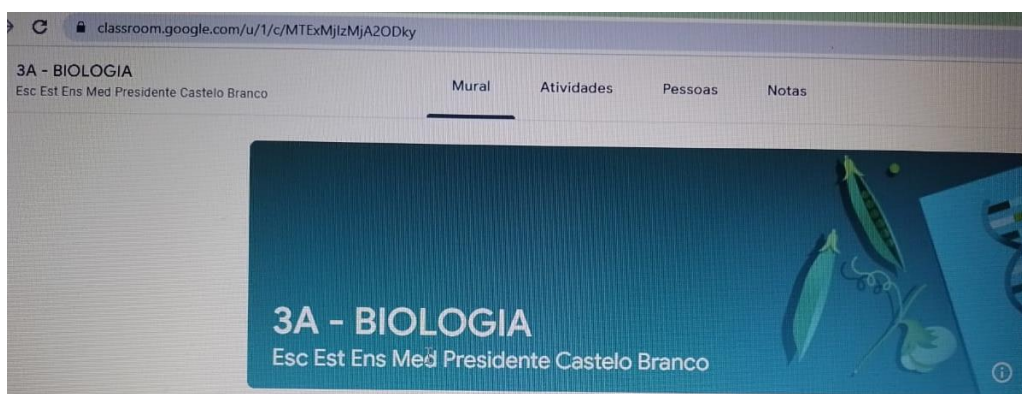 classroom.google.com/u/1/c/MTExMjIzMjA2ODky
3A - BIOLOGIA
Esc Est Ens Med Presidente Castelo Branco
Mural Atividades Pessoas Notas
3A - BIOLOGIA
Esc Est Ens Med Presidente Castelo Branco